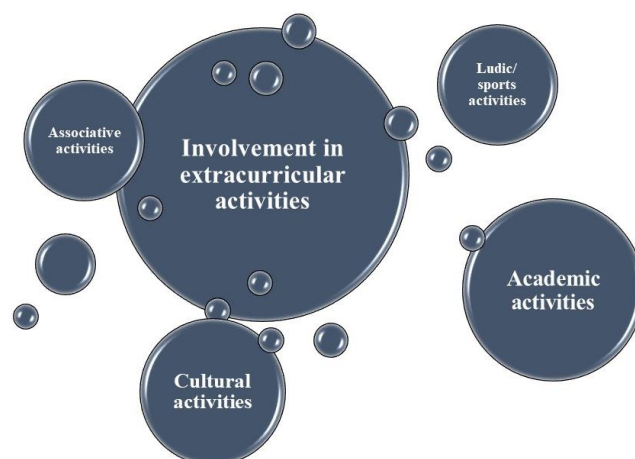 Involvement in
extracurricular
activities
Associative
activities
Ludic/
sports
activities
Academic
activities
Cultural
activities